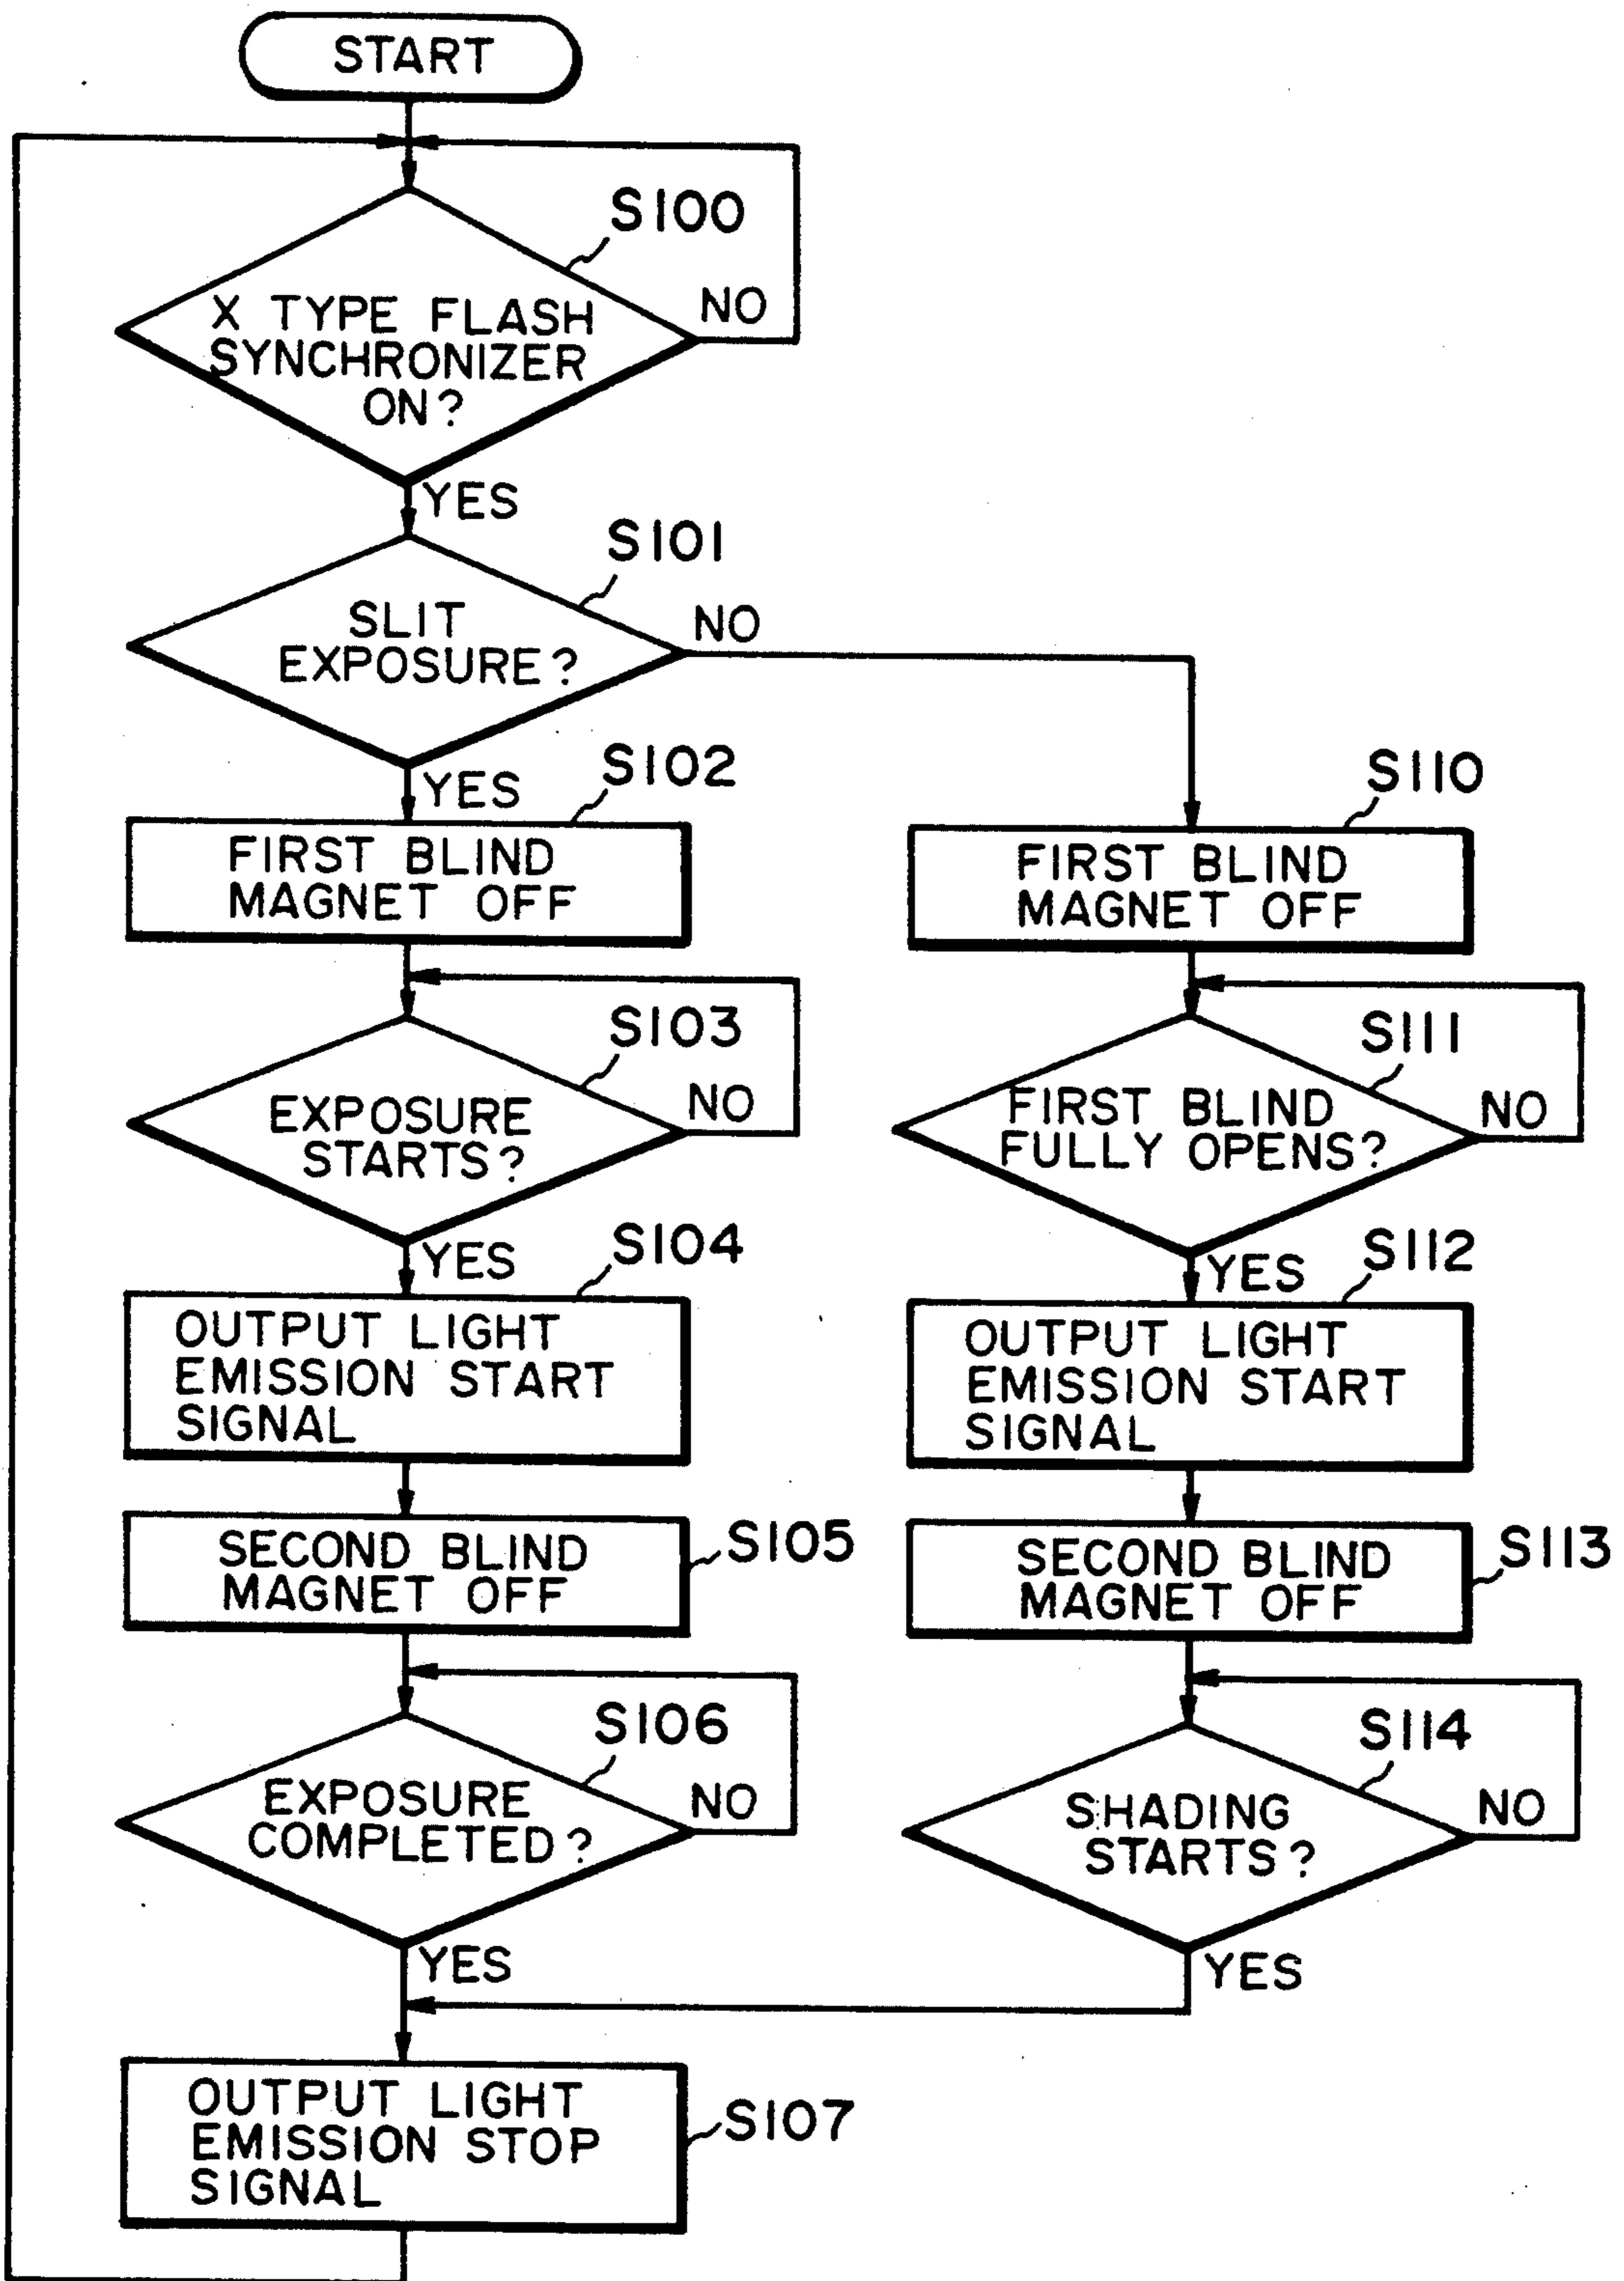 START
S100
X TYPE FLASH
SYNCHRONIZER
ON?
NO
YES
S101
SLIT
EXPOSURE?
NO
YES
S102
FIRST BLIND
MAGNET OFF
S103
EXPOSURE
STARTS?
NO
YES
S104
OUTPUT LIGHT
EMISSION START
SIGNAL
SECOND BLIND
MAGNET OFF
S105
S106
EXPOSURE
COMPLETED?
NO
YES
OUTPUT LIGHT
EMISSION STOP
SIGNAL
S107
S110
FIRST BLIND
MAGNET OFF
S111
FIRST BLIND
FULLY OPENS?
NO
YES
S112
OUTPUT LIGHT
EMISSION START
SIGNAL
SECOND BLIND
MAGNET OFF
S113
S114
SHADING
STARTS?
NO
YES